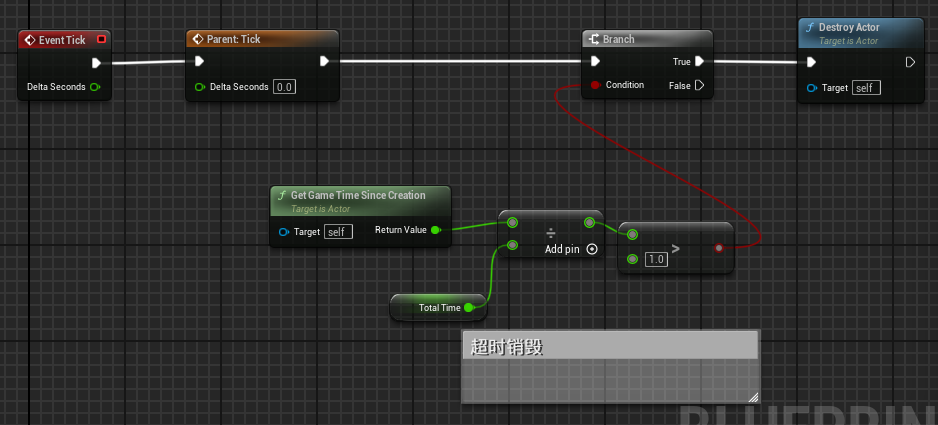 Event Tick
Delta Seconds
Parent: Tick
Delta Seconds 0.0
Branch
True
Condition
False
Destroy Actor
Target is Actor
Target self
Get Game Time Since Creation
Target is Actor
Target self
Return Value
÷
Add pin
1.0
>
Total Time
超时销毁